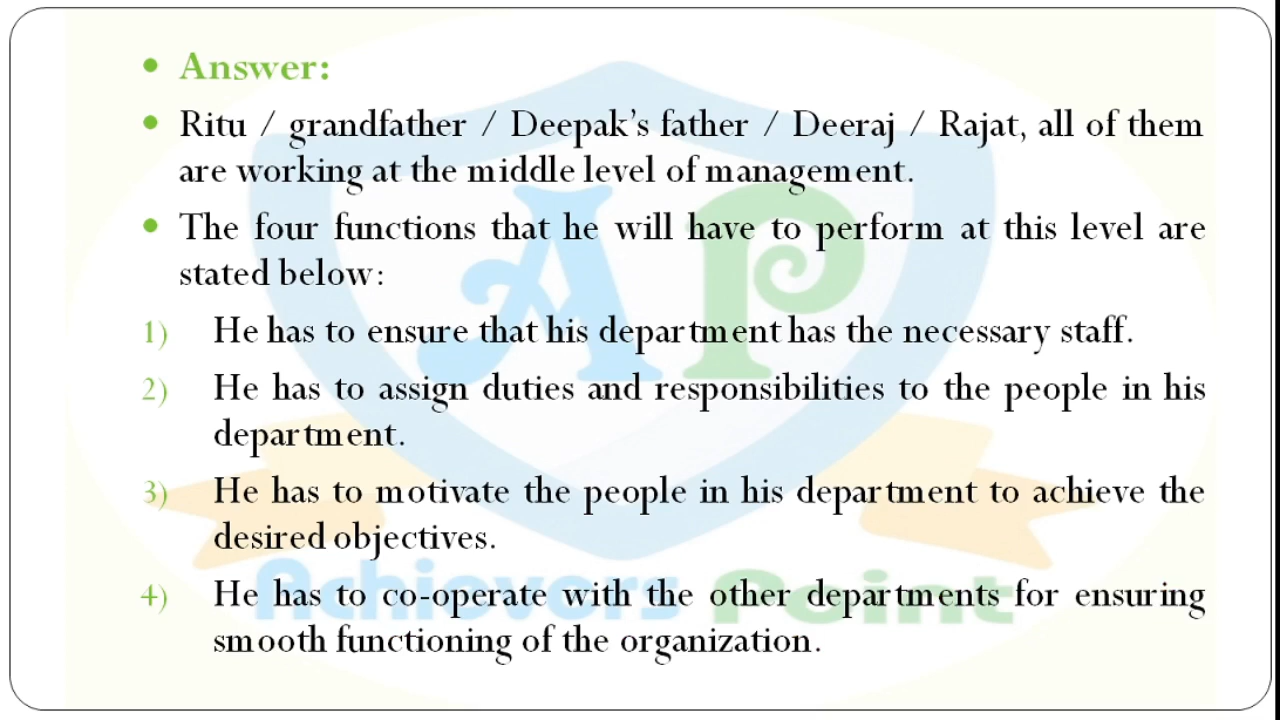 • Answer:
• Ritu / grandfather / Deepak’s father / Deeraj / Rajat, all of them
are working at the middle level of management.
• The four functions that he will have to perform at this level are
stated below:
1) He has to ensure that his department has the necessary staff.
2) He has to assign duties and responsibilities to the people in his
department.
3) He has to motivate the people in his department to achieve the
desired objectives.
4) He has to co-operate with the other departments for ensuring
smooth functioning of the organization.
AP
Achievers Point